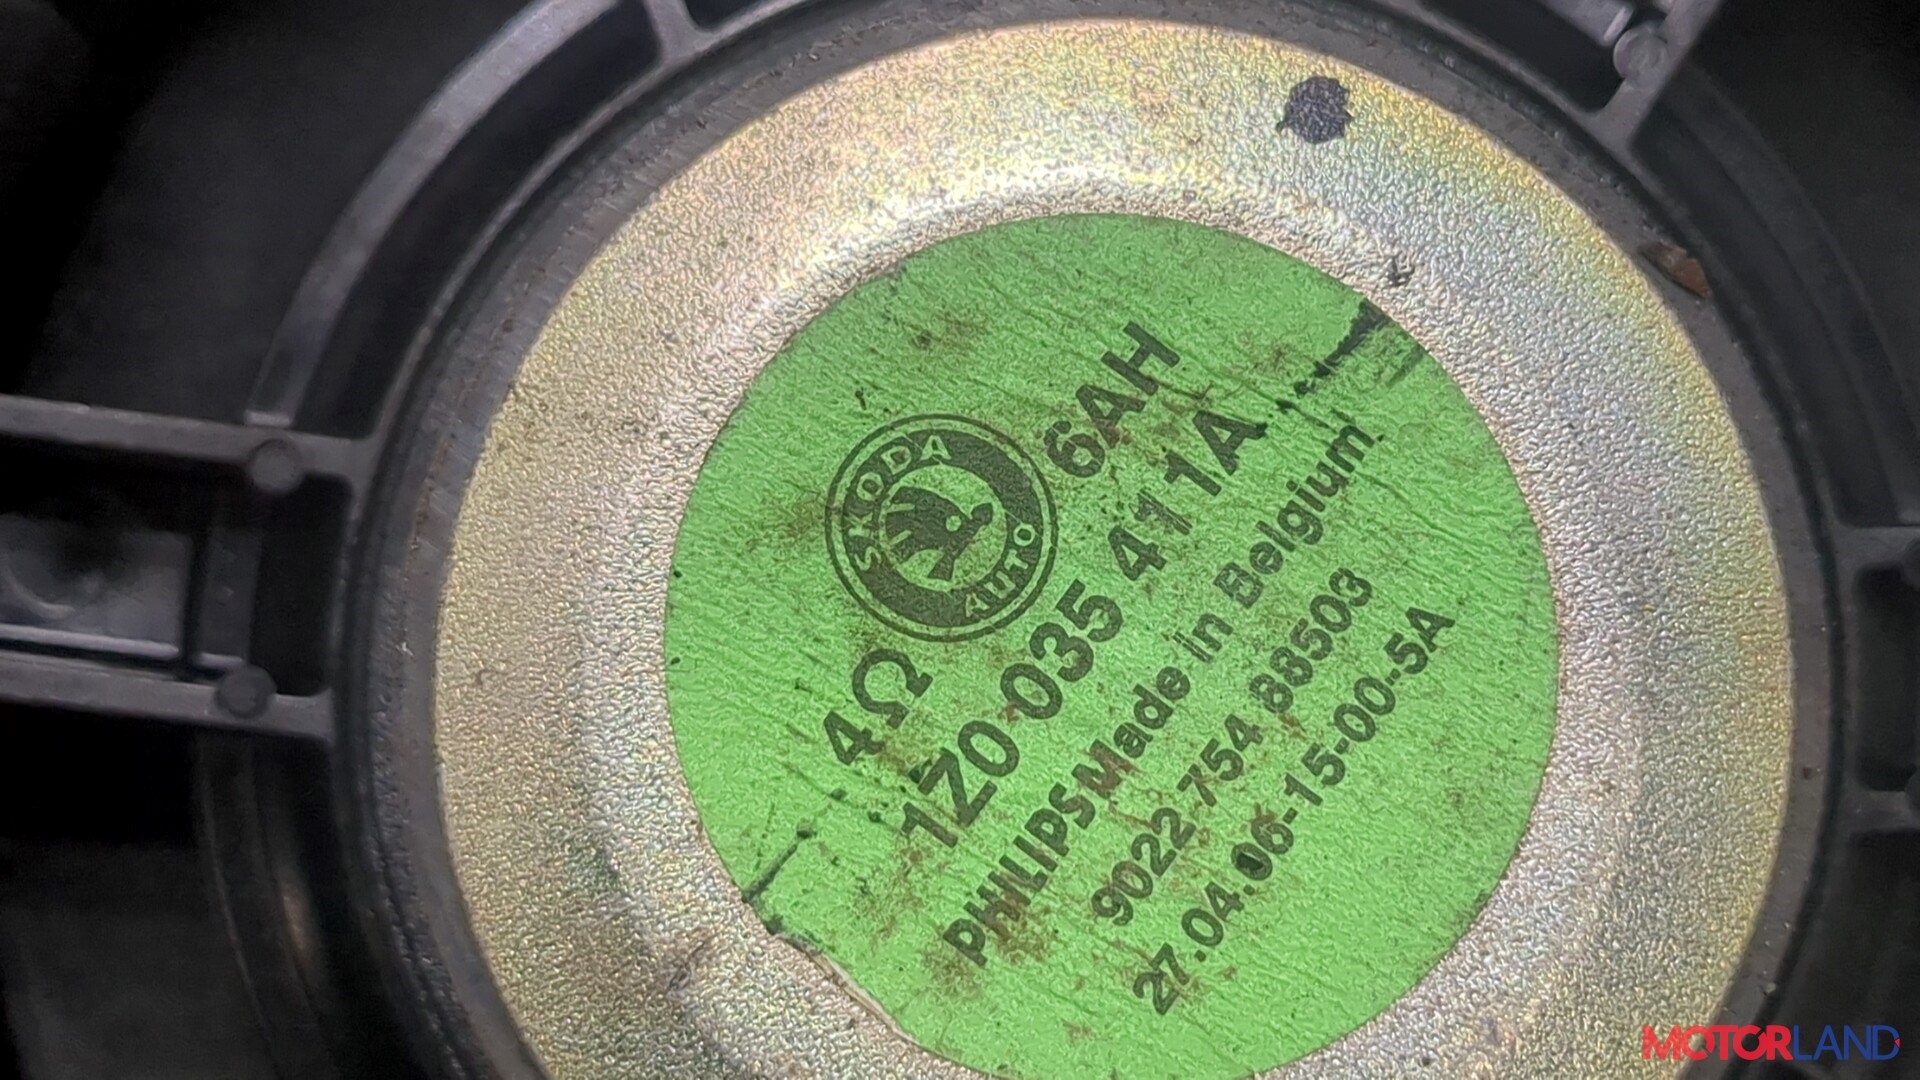 SKODA AUTO
4Ω 6AH
1Z0 035 411A
PHILIPS Made in Belgium
9022 754 88503
27.04.06-15-00-5A
MOTORLAND